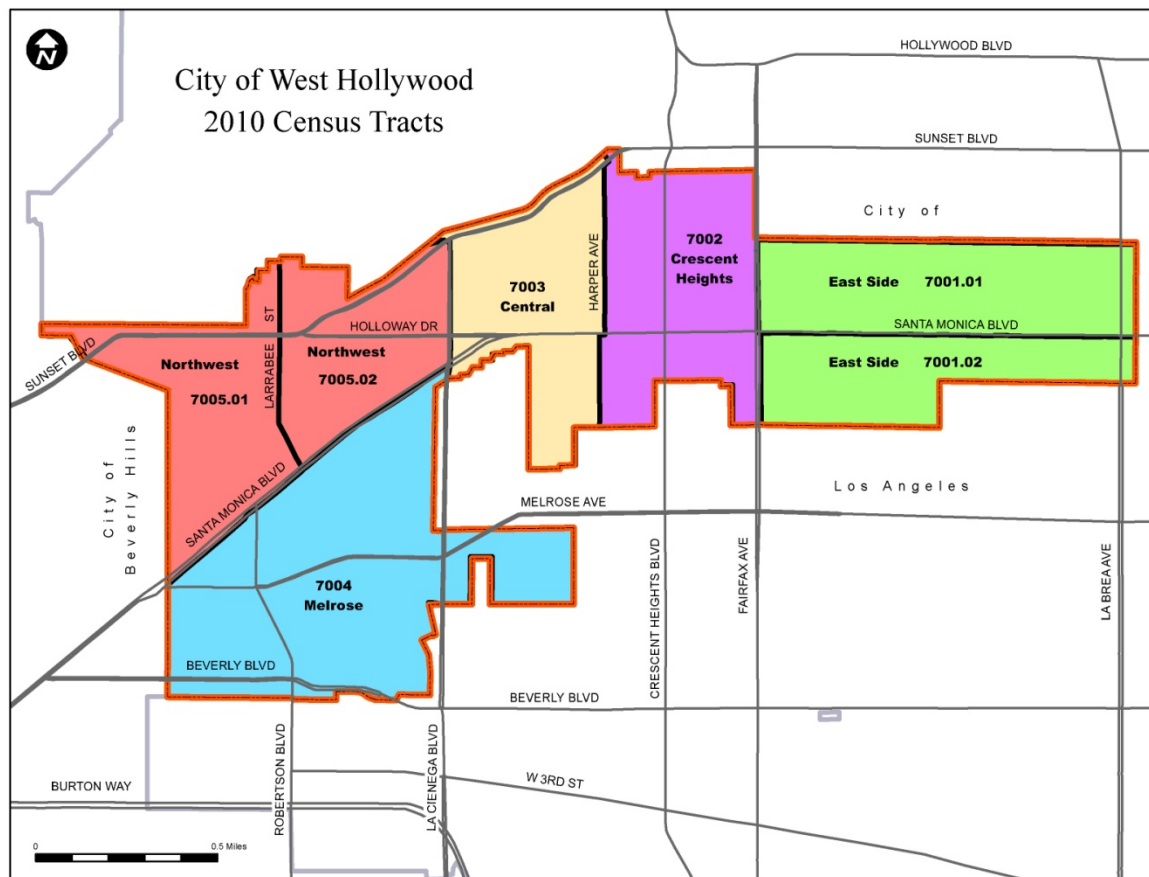 N
City of West Hollywood
2010 Census Tracts
HOLLYWOOD BLVD
SUNSET BLVD
City of
7002
Crescent
Heights
HARPER AVE
7003
Central
East Side 7001.01
LARRABEE ST
HOLLOWAY DR
SANTA MONICA BLVD
SUNSET BLVD
Northwest
7005.01
Northwest
7005.02
East Side 7001.02
City of
Beverly Hills
SANTA MONICA BLVD
MELROSE AVE
Los Angeles
7004
Melrose
CRESCENT HEIGHTS BLVD
FAIRFAX AVE
LA BREA AVE
BEVERLY BLVD
BEVERLY BLVD
ROBERTSON BLVD
LA CIENEGA BLVD
W 3RD ST
BURTON WAY
0 0.5 Miles